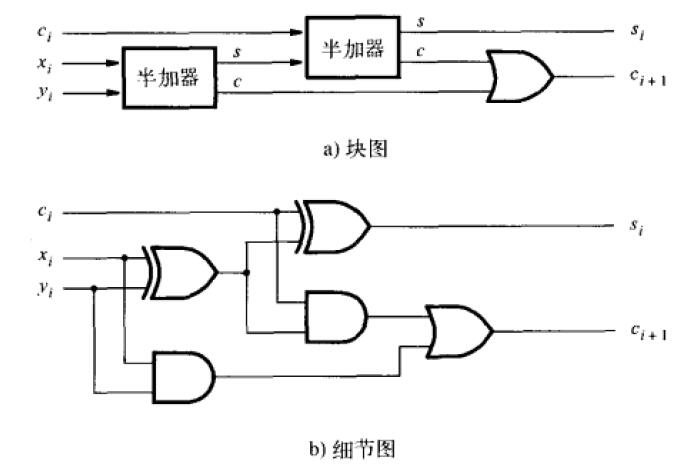 c_i s s_i
半加器
x_i s c
半加器 c_{i+1}
y_i c
a) 块图
c_i s_i
x_i
y_i
c_{i+1}
b) 细节图